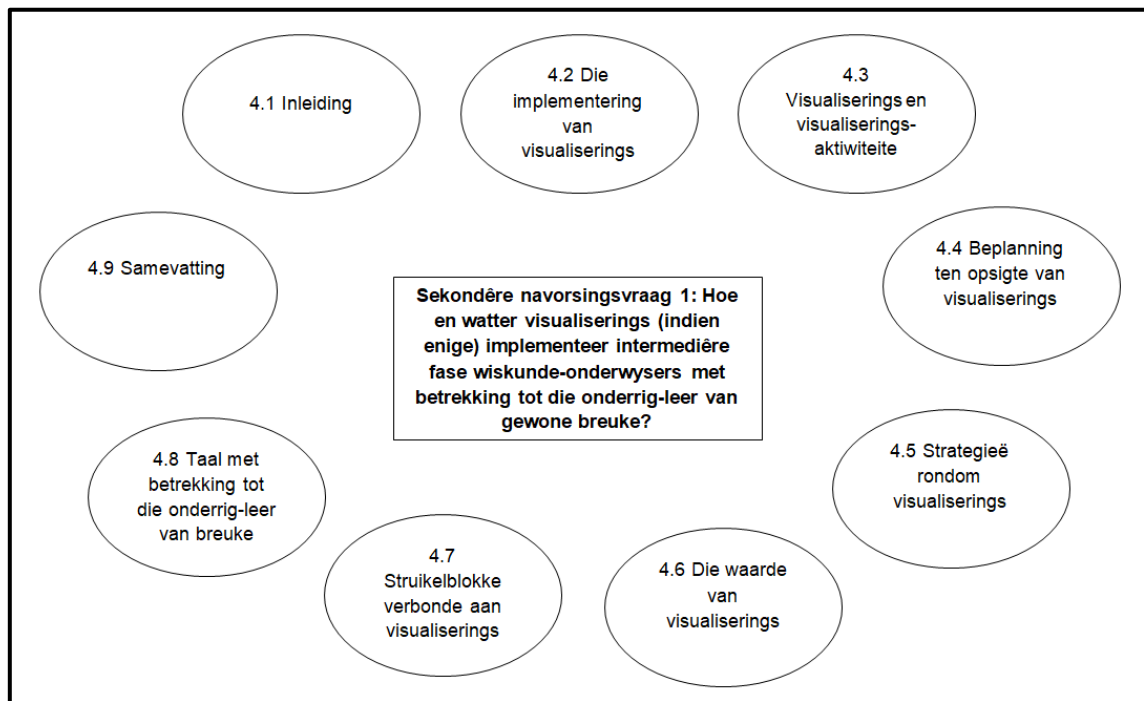 4.1 Inleiding
4.2 Die
implementering
van
visualiserings
4.3
Visualiserings en
visualiserings-
aktiwiteite
4.4 Beplanning
ten opsigte van
visualiserings
4.5 Strategieë
rondom
visualiserings
4.6 Die waarde
van
visualiserings
4.7
Struikelblokke
verbonde aan
visualiserings
4.8 Taal met
betrekking tot
die onderrig-leer
van breuke
4.9 Samevatting
Sekondêre navorsingsvraag 1: Hoe
en watter visualiserings (indien
enige) implementeer intermediêre
fase wiskunde-onderwysers met
betrekking tot die onderrig-leer van
gewone breuke?